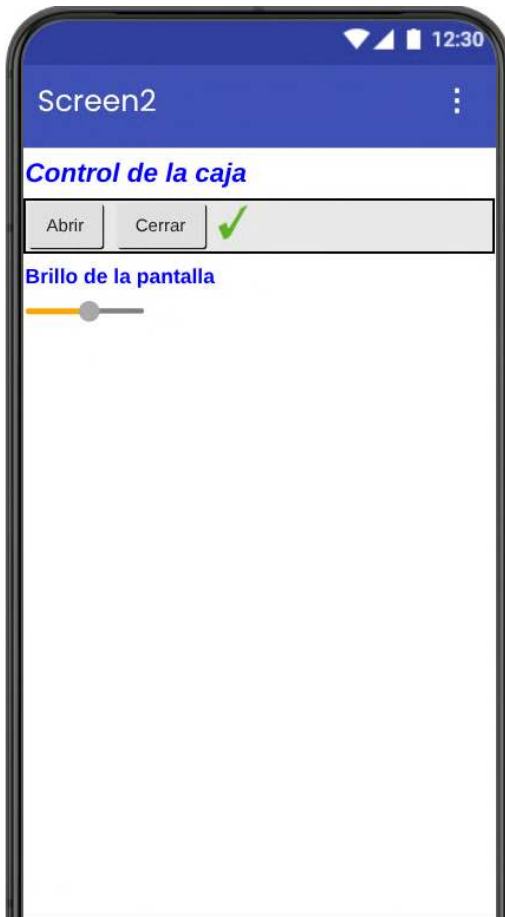 12:30
Screen2
Control de la caja
Abrir Cerrar
Brillo de la pantalla